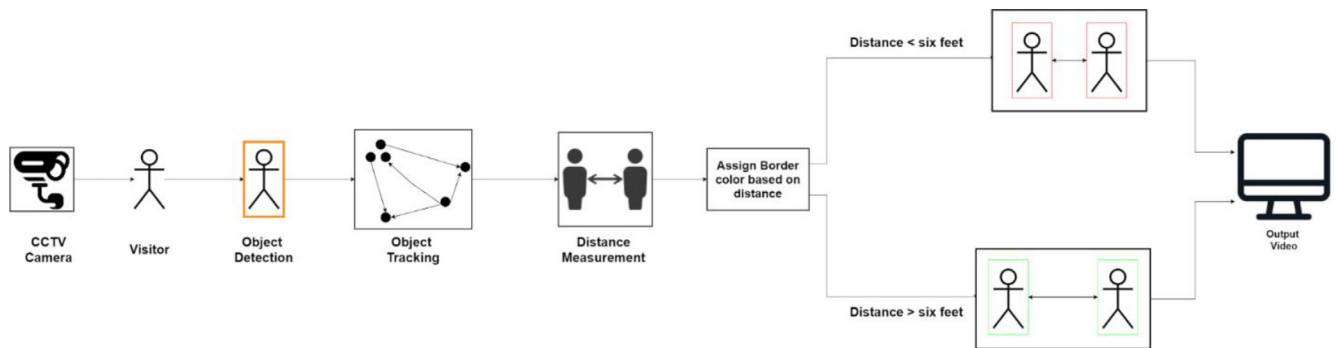 CCTV
Camera
Visitor
Object
Detection
Object
Tracking
Distance
Measurement
Assign Border
color based on
distance
Distance < six feet
Distance > six feet
Output
Video